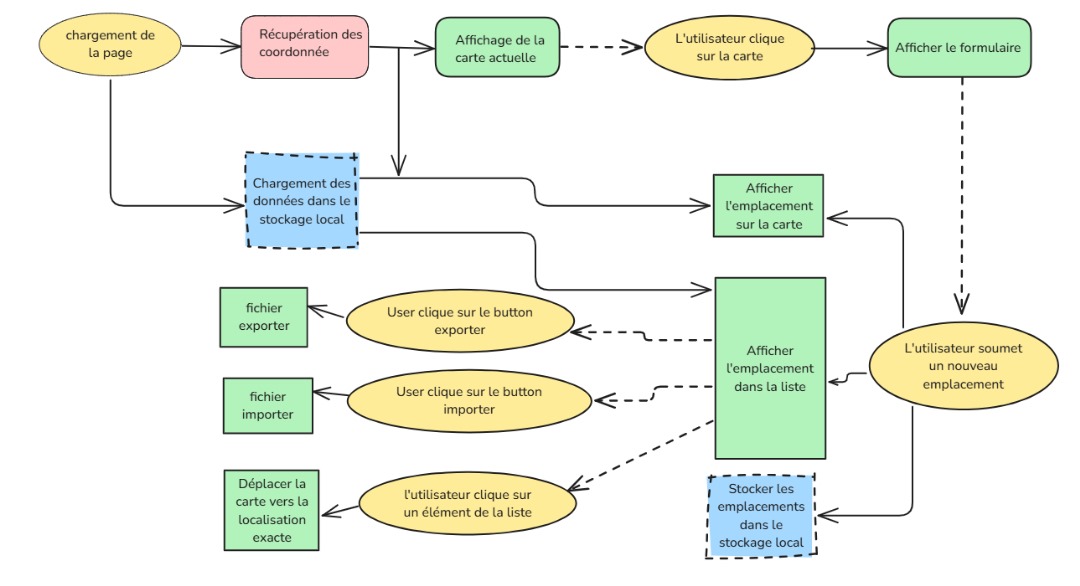 chargement de
la page
Récupération des
coordonnée
Affichage de la
carte actuelle
L'utilisateur clique
sur la carte
Afficher le formulaire
Chargement des
données dans le
stockage local
Afficher
l'emplacement
sur la carte
fichier
exporter
User clique sur le button
exporter
Afficher
l'emplacement
dans la liste
L'utilisateur soumet
un nouveau
emplacement
fichier
importer
User clique sur le button
importer
Déplacer la
carte vers la
localisation
exacte
l'utilisateur clique sur
un élément de la liste
Stocker les
emplacements
dans le
stockage local